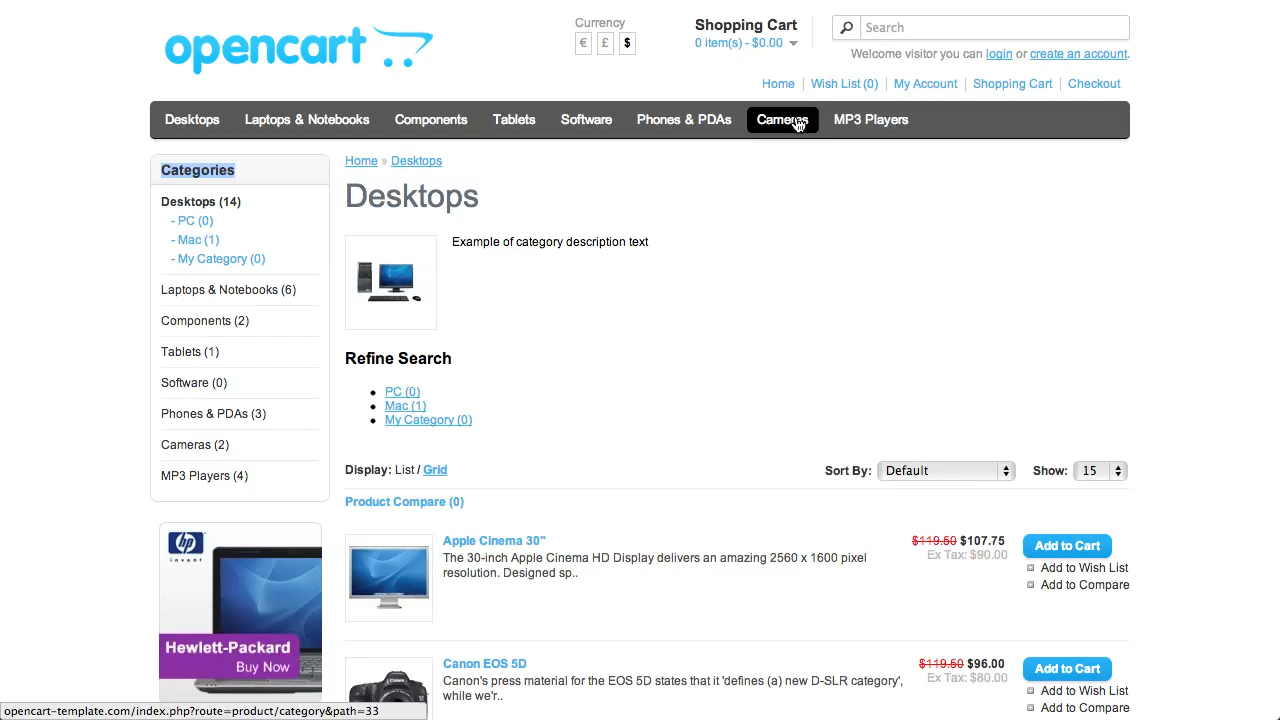 opencart
Currency
€ £ $
Shopping Cart
0 item(s) - $0.00
Search
Welcome visitor you can login or create an account.
Home Wish List (0) My Account Shopping Cart Checkout
Desktops Laptops & Notebooks Components Tablets Software Phones & PDAs Cameras MP3 Players
Categories
Desktops (14)
- PC (0)
- Mac (1)
- My Category (0)
Laptops & Notebooks (6)
Components (2)
Tablets (1)
Software (0)
Phones & PDAs (3)
Cameras (2)
MP3 Players (4)
hp
invent
Hewlett-Packard
Buy Now
Home » Desktops
Desktops
Example of category description text
Refine Search
PC (0)
Mac (1)
My Category (0)
Display: List / Grid
Sort By: Default Show: 15
Product Compare (0)
Apple Cinema 30"
The 30-inch Apple Cinema HD Display delivers an amazing 2560 x 1600 pixel
resolution. Designed sp..
$119.50 $107.75
Ex Tax: $90.00
Add to Cart
Add to Wish List
Add to Compare
Canon EOS 5D
Canon's press material for the EOS 5D states that it 'defines (a) new D-SLR category',
while we'r..
$119.50 $96.00
Ex Tax: $80.00
Add to Cart
Add to Wish List
Add to Compare
opencart-template.com/index.php?route=product/category&path=33